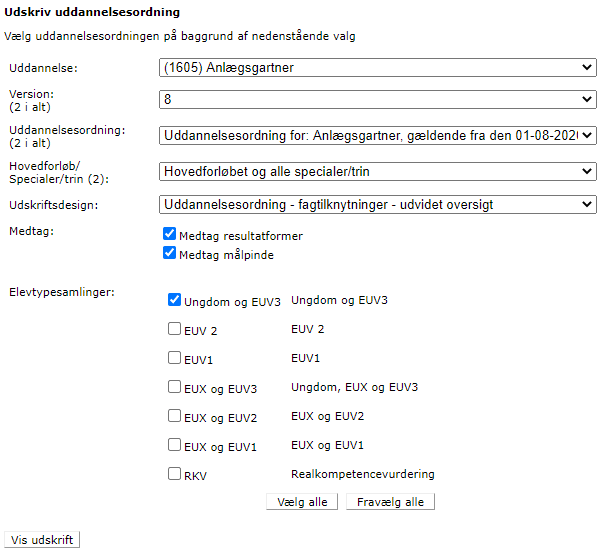 Udskriv uddannelsesordning
Vælg uddannelsesordningen på baggrund af nedenstående valg
Uddannelse: (1605) Anlægsgartner
Version: 8
(2 i alt)
Uddannelsesordning: Uddannelsesordning for: Anlægsgartner, gældende fra den 01-08-202
(2 i alt)
Hovedforløb/ Hovedforløbet og alle specialer/trin
Specialer/trin (2):
Udskriftsdesign: Uddannelsesordning - fagtilknytninger - udvidet oversigt
Medtag: Medtag resultatformer
Medtag målpinde
Elevtypesamlinger:
Ungdom og EUV3 Ungdom og EUV3
EUV 2 EUV 2
EUV1 EUV1
EUX og EUV3 Ungdom, EUX og EUV3
EUX og EUV2 EUX og EUV2
EUX og EUV1 EUX og EUV1
RKV Realkompetencevurdering
Vælg alle Fravælg alle
Vis udskrift